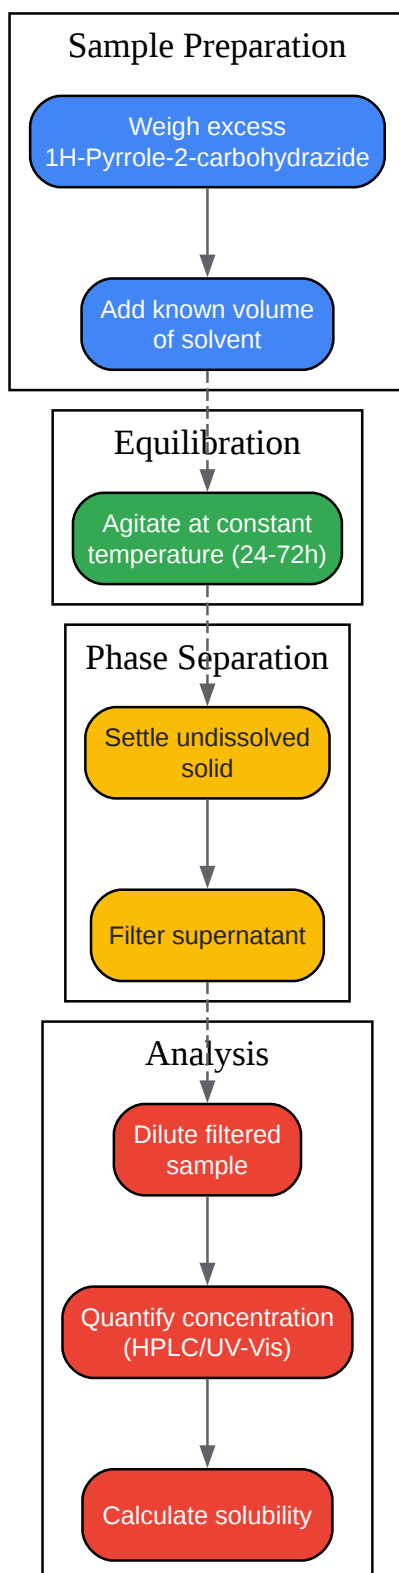 Sample Preparation
Weigh excess
1H-Pyrrole-2-carbohydrazide
Add known volume
of solvent
Equilibration
Agitate at constant
temperature (24-72h)
Phase Separation
Settle undissolved
solid
Filter supernatant
Analysis
Dilute filtered
sample
Quantify concentration
(HPLC/UV-Vis)
Calculate solubility